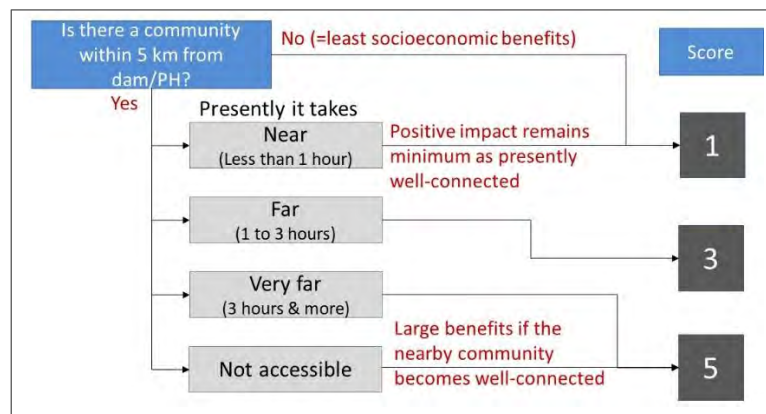 Is there a community
within 5 km from
dam/PH?
No (=least socioeconomic benefits)
Score
Yes
Presently it takes
Near
(Less than 1 hour)
Positive impact remains
minimum as presently
well-connected
1
Far
(1 to 3 hours)
3
Very far
(3 hours & more)
Large benefits if the
nearby community
becomes well-connected
Not accessible
5